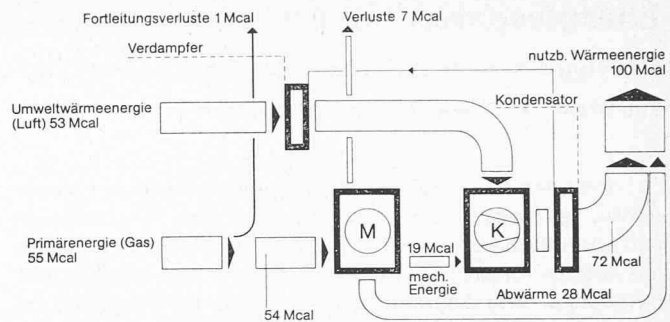 Fortleitungsverluste 1 Mcal
Verluste 7 Mcal
Verdampfer
nutzb. Wärmeenergie
100 Mcal
Kondensator
Umweltwärmeenergie
(Luft) 53 Mcal
M
K
Primärenergie (Gas)
55 Mcal
19 Mcal
mech.
Energie
72 Mcal
Abwärme 28 Mcal
54 Mcal